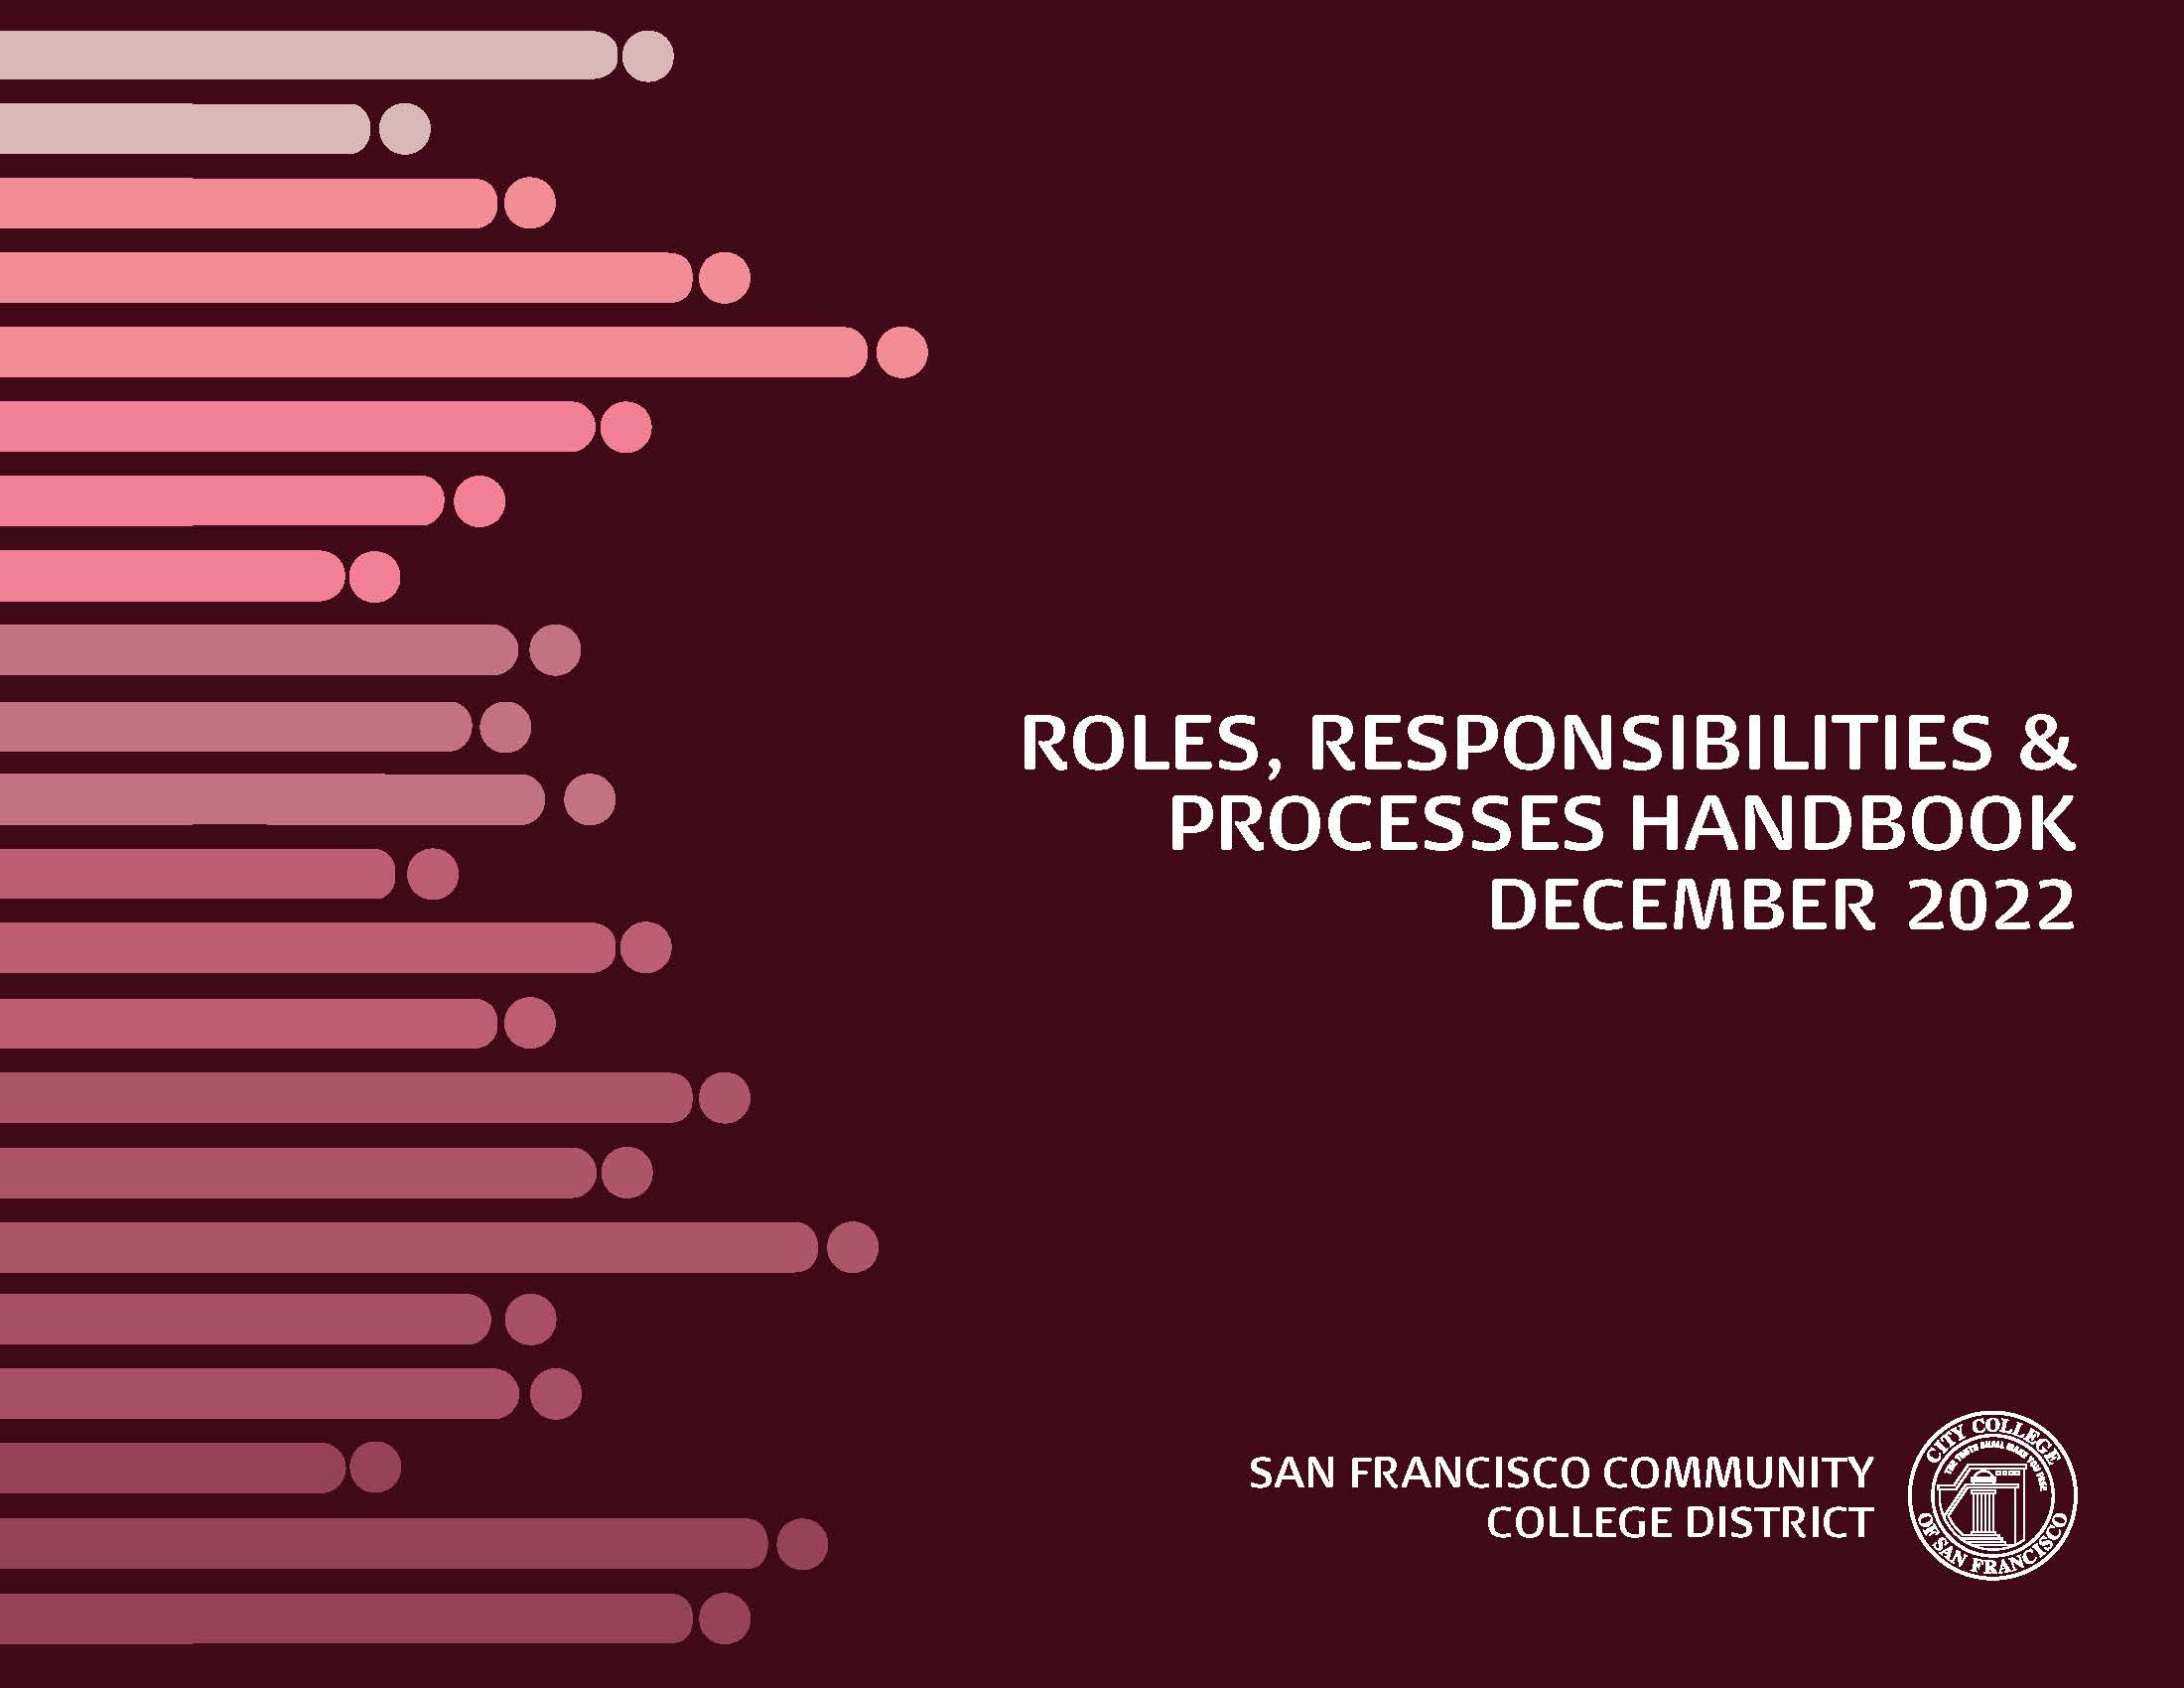 ROLES, RESPONSIBILITIES &
PROCESSES HANDBOOK
DECEMBER 2022
SAN FRANCISCO COMMUNITY
COLLEGE DISTRICT
CITY COLLEGE
THE TRUTH SHALL MAKE YOU FREE
OF SAN FRANCISCO